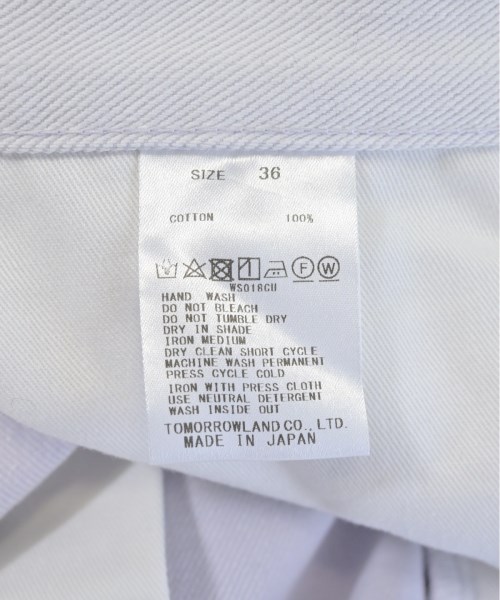 SIZE 36
COTTON 100%
F W
WS016CU
HAND WASH
DO NOT BLEACH
DO NOT TUMBLE DRY
DRY IN SHADE
IRON MEDIUM
DRY CLEAN SHORT CYCLE
MACHINE WASH PERMANENT
PRESS CYCLE COLD
IRON WITH PRESS CLOTH
USE NEUTRAL DETERGENT
WASH INSIDE OUT
TOMORROWLAND CO., LTD.
MADE IN JAPAN